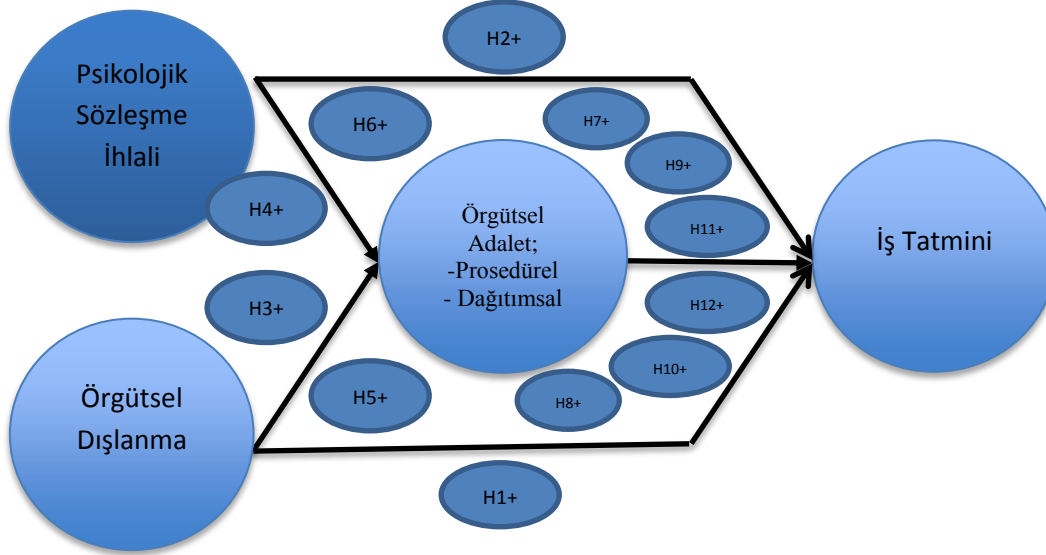 H2+
Psikolojik
Sözleşme
İhlali
H6+
H7+
H9+
H4+
H11+
Örgütsel
Adalet;
-Prosedürel
- Dağıtımsal
İş Tatmini
H3+
H12+
H10+
H5+
H8+
Örgütsel
Dışlanma
H1+